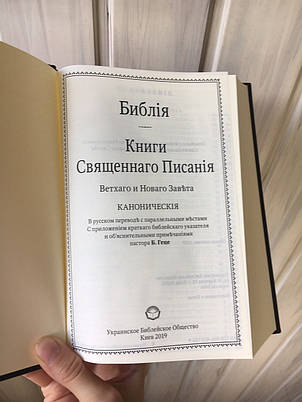 Библія
Книги
Священнаго Писанія
Ветхаго и Новаго Завѣта
КАНОНИЧЕСКІЯ
В русском переводѣ с параллельными мѣстами
С приложеніем краткаго библейскаго указателя
и объяснительными примѣчаніями
пастора Б. Геце
Украинское Библейское Общество
Киев 2019